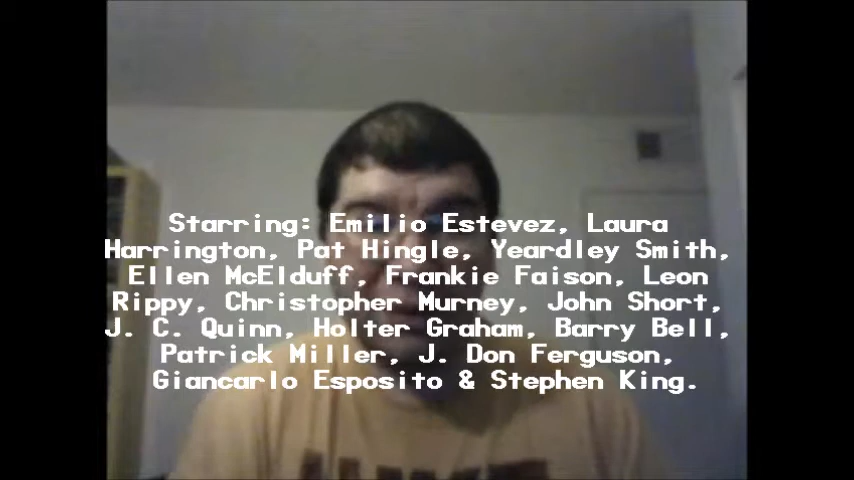 Starring: Emilio Estevez, Laura
Harrington, Pat Hingle, Yeardley Smith,
Ellen McElduff, Frankie Faison, Leon
Rippy, Christopher Murney, John Short,
J. C. Quinn, Holter Graham, Barry Bell,
Patrick Miller, J. Don Ferguson,
Giancarlo Esposito & Stephen King.